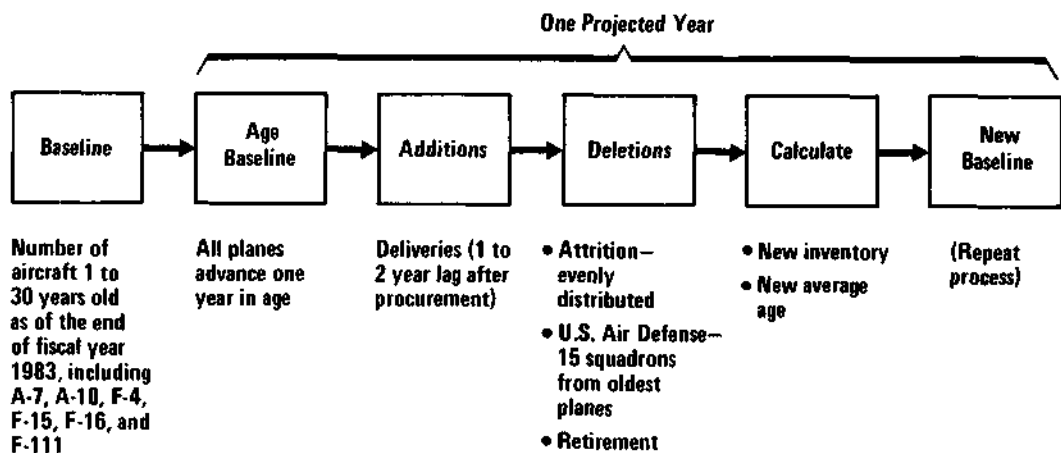 One Projected Year
Baseline
Age
Baseline
Additions
Deletions
Calculate
New
Baseline
Number of
aircraft 1 to
30 years old
as of the end
of fiscal year
1983, including
A-7, A-10, F-4,
F-15, F-16, and
F-111
All planes
advance one
year in age
Deliveries (1 to
2 year lag after
procurement)
• Attrition—
evenly
distributed
• U.S. Air Defense—
15 squadrons
from oldest
planes
• Retirement
• New inventory
• New average
age
(Repeat
process)